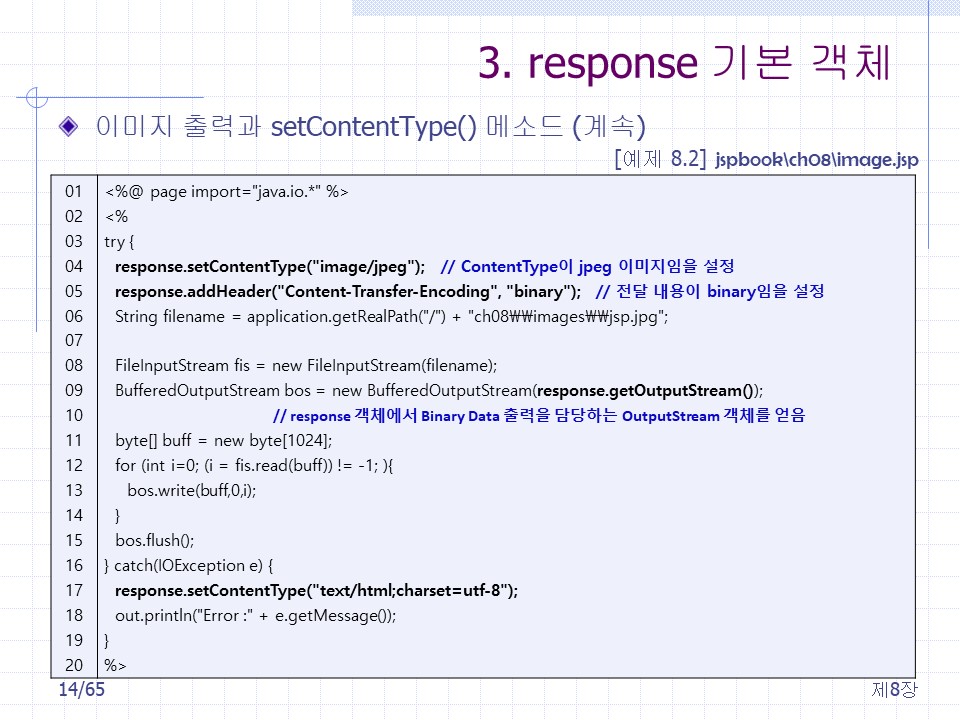 3. response 기본 객체
이미지 출력과 setContentType() 메소드 (계속)
[예제 8.2] jspbook\ch08\image.jsp
01 <%@ page import="java.io.*" %>
02 <%
03 try {
04 response.setContentType("image/jpeg"); // ContentType이 jpeg 이미지임을 설정
05 response.addHeader("Content-Transfer-Encoding", "binary"); // 전달 내용이 binary임을 설정
06 String filename = application.getRealPath("/") + "ch08₩₩images₩₩jsp.jpg";
07
08 FileInputStream fis = new FileInputStream(filename);
09 BufferedOutputStream bos = new BufferedOutputStream(response.getOutputStream());
10 // response 객체에서 Binary Data 출력을 담당하는 OutputStream 객체를 얻음
11 byte[] buff = new byte[1024];
12 for (int i=0; (i = fis.read(buff)) != -1; ){
13 bos.write(buff,0,i);
14 }
15 bos.flush();
16 } catch(IOException e) {
17 response.setContentType("text/html;charset=utf-8");
18 out.println("Error :" + e.getMessage());
19 }
20 %>
14/65
제8장